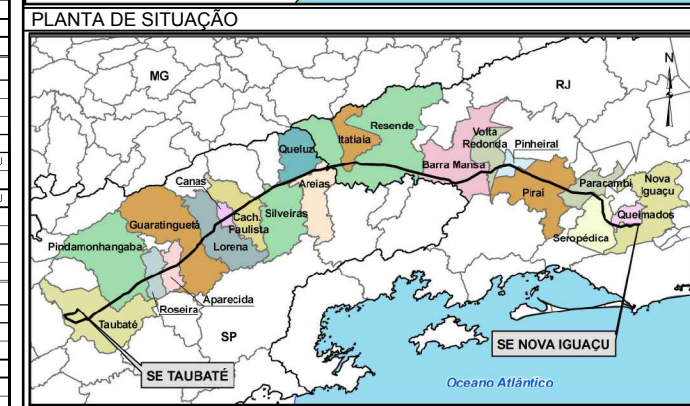 PLANTA DE SITUAÇÃO
MG
RJ
N
Resende
Itatiaia
Queluz
Volta
Redonda
Pinheiral
Barra Mansa
Areias
Canas
Cach.
Paulista
Silveiras
Guaratinguetá
Lorena
Pindamonhangaba
Piraí
Paracambi
Nova
Iguaçu
Queimados
Seropédica
Aparecida
Roseira
Taubaté
SP
SE TAUBATÉ
SE NOVA IGUAÇU
Oceano Atlântico